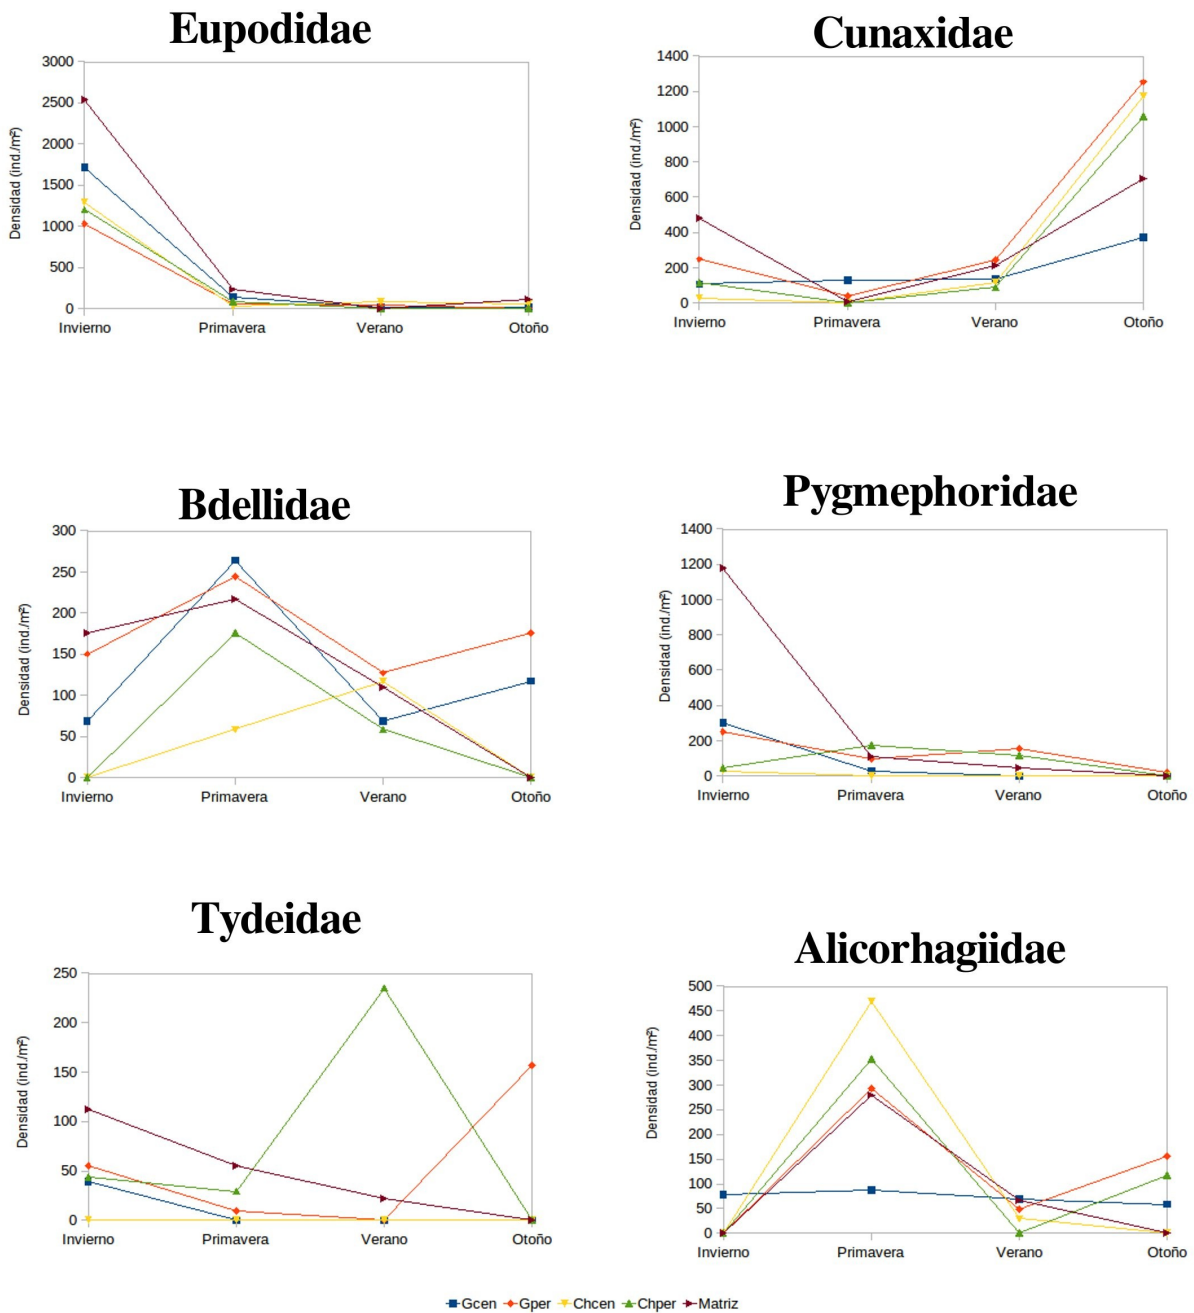 Eupodidae
Densidad (ind./m²)
3000
2500
2000
1500
1000
500
0
Invierno Primavera Verano Otoño
Cunaxidae
Densidad (ind./m²)
1400
1200
1000
800
600
400
200
0
Invierno Primavera Verano Otoño
Bdellidae
Densidad (ind./m²)
300
250
200
150
100
50
0
Invierno Primavera Verano Otoño
Pygmephoridae
Densidad (ind./m²)
1400
1200
1000
800
600
400
200
0
Invierno Primavera Verano Otoño
Tydeidae
Densidad (ind./m²)
250
200
150
100
50
0
Invierno Primavera Verano Otoño
Alicorhagiidae
Densidad (ind./m²)
500
450
400
350
300
250
200
150
100
50
0
Invierno Primavera Verano Otoño
Gcen Gper Chcen Chper Matriz